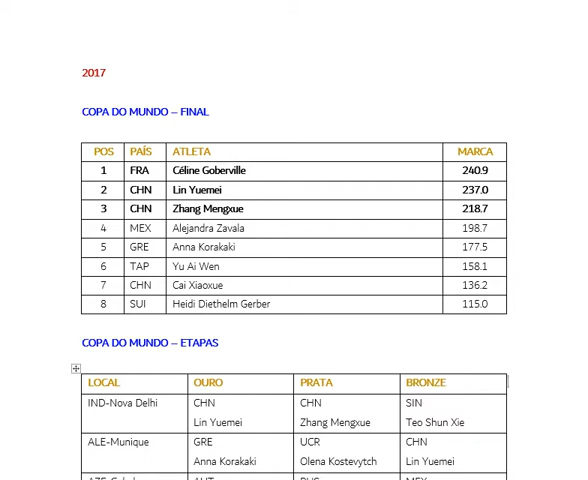 2017
COPA DO MUNDO – FINAL
POS PAÍS ATLETA MARCA
1 FRA Céline Goberville 240.9
2 CHN Lin Yuemei 237.0
3 CHN Zhang Mengxue 218.7
4 MEX Alejandra Zavala 198.7
5 GRE Anna Korakaki 177.5
6 TAP Yu Ai Wen 158.1
7 CHN Cai Xiaoxue 136.2
8 SUI Heidi Diethelm Gerber 115.0
COPA DO MUNDO – ETAPAS
LOCAL OURO PRATA BRONZE
IND-Nova Delhi CHN CHN SIN
Lin Yuemei Zhang Mengxue Teo Shun Xie
ALE-Munique GRE UCR CHN
Anna Korakaki Olena Kostevytch Lin Yuemei